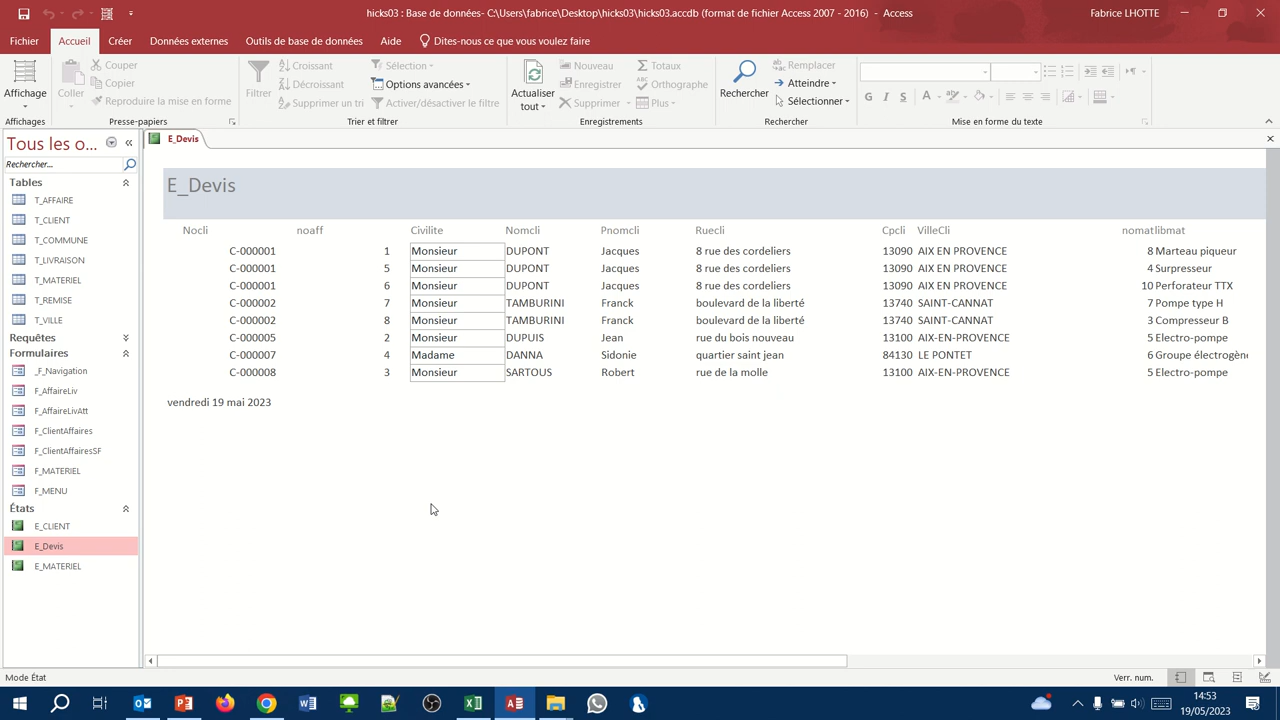 hicks03 : Base de données- C:\Users\fabrice\Desktop\hicks03\hicks03.accdb (format de fichier Access 2007 - 2016) - Access
Fabrice LHOTTE
Fichier Accueil Créer Données externes Outils de base de données Aide Dites-nous ce que vous voulez faire
Affichage
Affichages
Coller
Couper
Copier
Reproduire la mise en forme
Presse-papiers
Filtrer
Croissant
Décroissant
Supprimer un tri
Sélection
Options avancées
Activer/désactiver le filtre
Trier et filtrer
Actualiser
tout
Nouveau
Enregistrer
Supprimer
Totaux
Orthographe
Plus
Enregistrements
Rechercher
Remplacer
Atteindre
Sélectionner
Rechercher
G I S A
Mise en forme du texte
Tous les o...
Rechercher...
Tables
T_AFFAIRE
T_CLIENT
T_COMMUNE
T_LIVRAISON
T_MATERIEL
T_REMISE
T_VILLE
Requêtes
Formulaires
_F_Navigation
F_AffaireLiv
F_AffaireLivAtt
F_ClientAffaires
F_ClientAffairesSF
F_MATERIEL
F_MENU
États
E_CLIENT
E_Devis
E_MATERIEL
E_Devis
E_Devis
Nocli noaff Civilite Nomcli Pnomcli Ruecli Cpcli VilleCli nomatlibmat
C-000001 1 Monsieur DUPONT Jacques 8 rue des cordeliers 13090 AIX EN PROVENCE 8 Marteau piqueur
C-000001 5 Monsieur DUPONT Jacques 8 rue des cordeliers 13090 AIX EN PROVENCE 4 Surpresseur
C-000001 6 Monsieur DUPONT Jacques 8 rue des cordeliers 13090 AIX EN PROVENCE 10 Perforateur TTX
C-000002 7 Monsieur TAMBURINI Franck boulevard de la liberté 13740 SAINT-CANNAT 7 Pompe type H
C-000002 8 Monsieur TAMBURINI Franck boulevard de la liberté 13740 SAINT-CANNAT 3 Compresseur B
C-000005 2 Monsieur DUPUIS Jean rue du bois nouveau 13100 AIX-EN-PROVENCE 5 Electro-pompe
C-000007 4 Madame DANNA Sidonie quartier saint jean 84130 LE PONTET 6 Groupe électrogène
C-000008 3 Monsieur SARTOUS Robert rue de la molle 13100 AIX-EN-PROVENCE 5 Electro-pompe
vendredi 19 mai 2023
Mode État
Verr. num.
14:53
19/05/2023